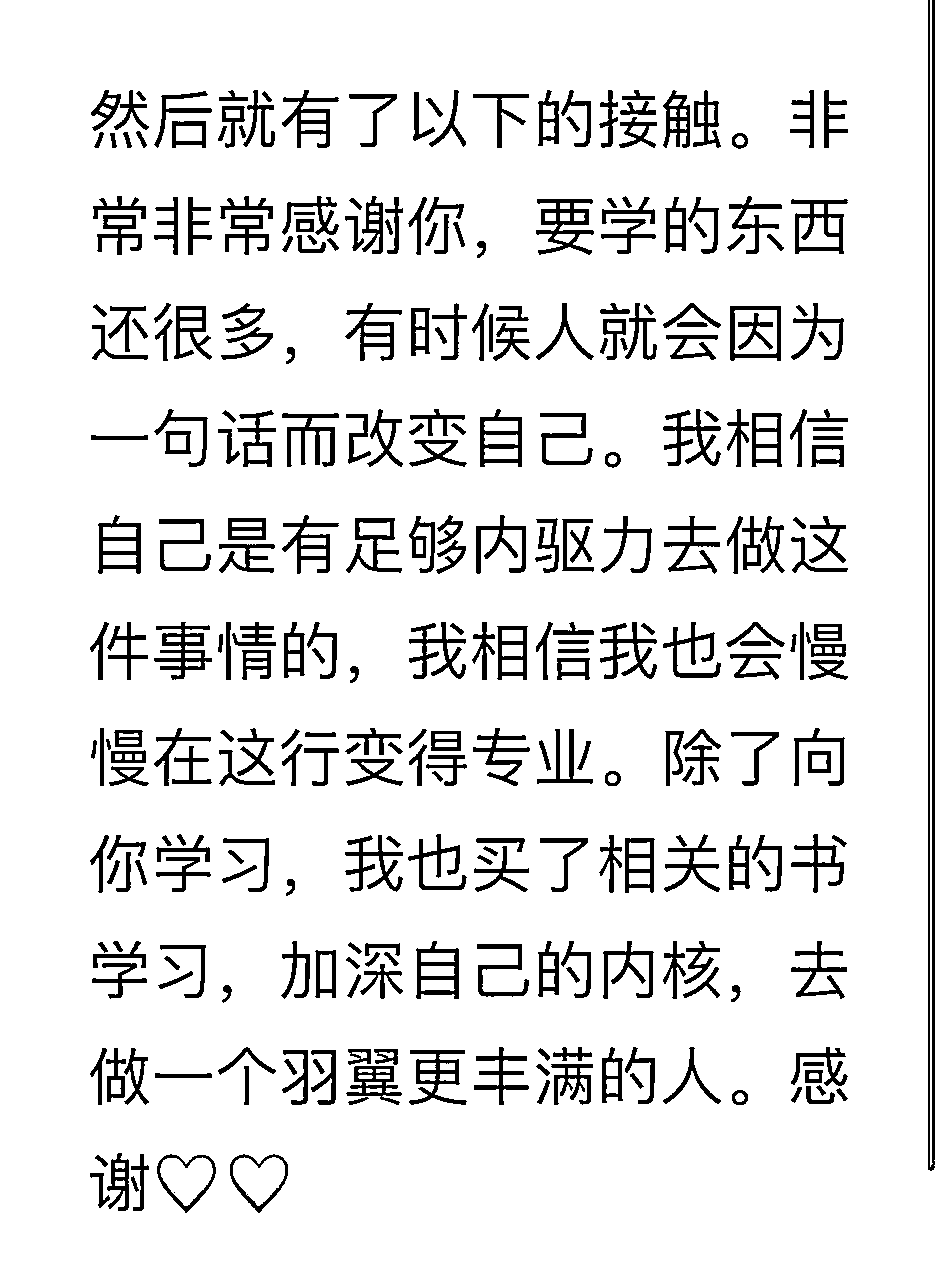 然后就有了以下的接触。非
常非常感谢你，要学的东西
还很多，有时候人就会因为
一句话而改变自己。我相信
自己是有足够内驱力去做这
件事情的，我相信我也会慢
慢在这行变得专业。除了向
你学习，我也买了相关的书
学习，加深自己的内核，去
做一个羽翼更丰满的人。感
谢♡♡